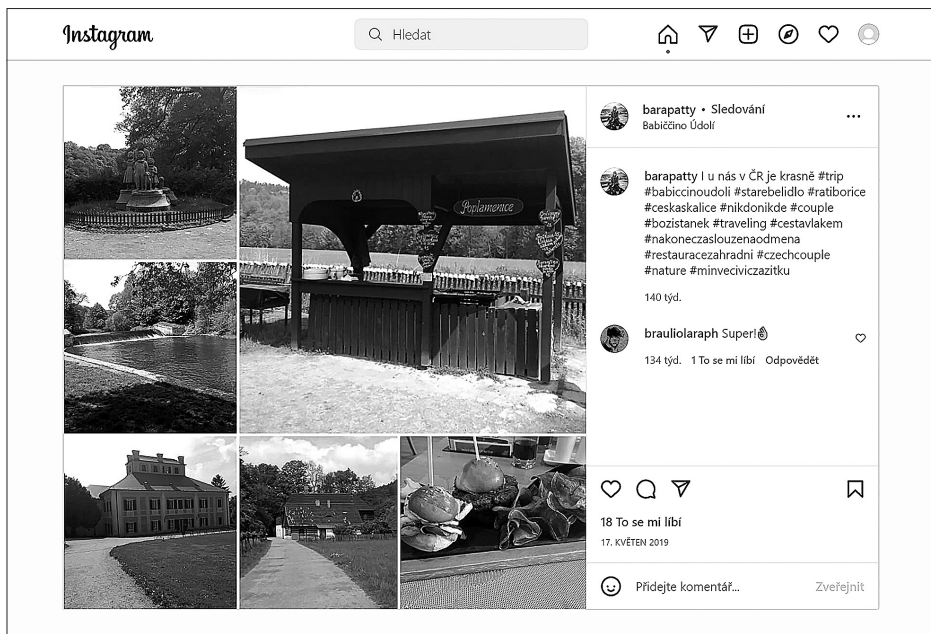 Instagram
Hledat
barapatty • Sledování
Babiččino Údolí
barapatty I u nás v ČR je krasně #trip
#babiccinoudoli #starebelidlo #ratiborice
#ceskaskalice #nikdonikde #couple
#bozistanek #traveling #cestavlakem
#nakoneczaslouzenaodmena
#restauracezahradni #czechcouple
#nature #minveciviczazitku
140 týd.
brauliolaraph Super!👌
134 týd. 1 To se mi líbí Odpovědět
18 To se mi líbí
17. KVĚTEN 2019
Přidejte komentář... Zveřejnit
Poplamenice